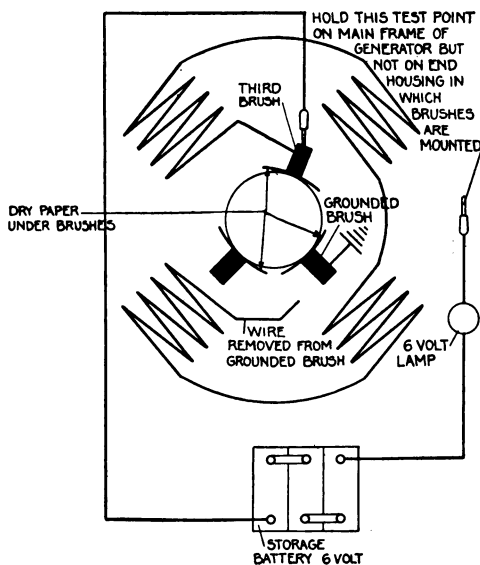 HOLD THIS TEST POINT
ON MAIN FRAME OF
GENERATOR BUT
NOT ON END
HOUSING IN
WHICH
BRUSHES
ARE
MOUNTED
THIRD
BRUSH
DRY PAPER
UNDER BRUSHES
GROUNDED
BRUSH
WIRE
REMOVED FROM
GROUNDED BRUSH
6 VOLT
LAMP
STORAGE
BATTERY 6 VOLT